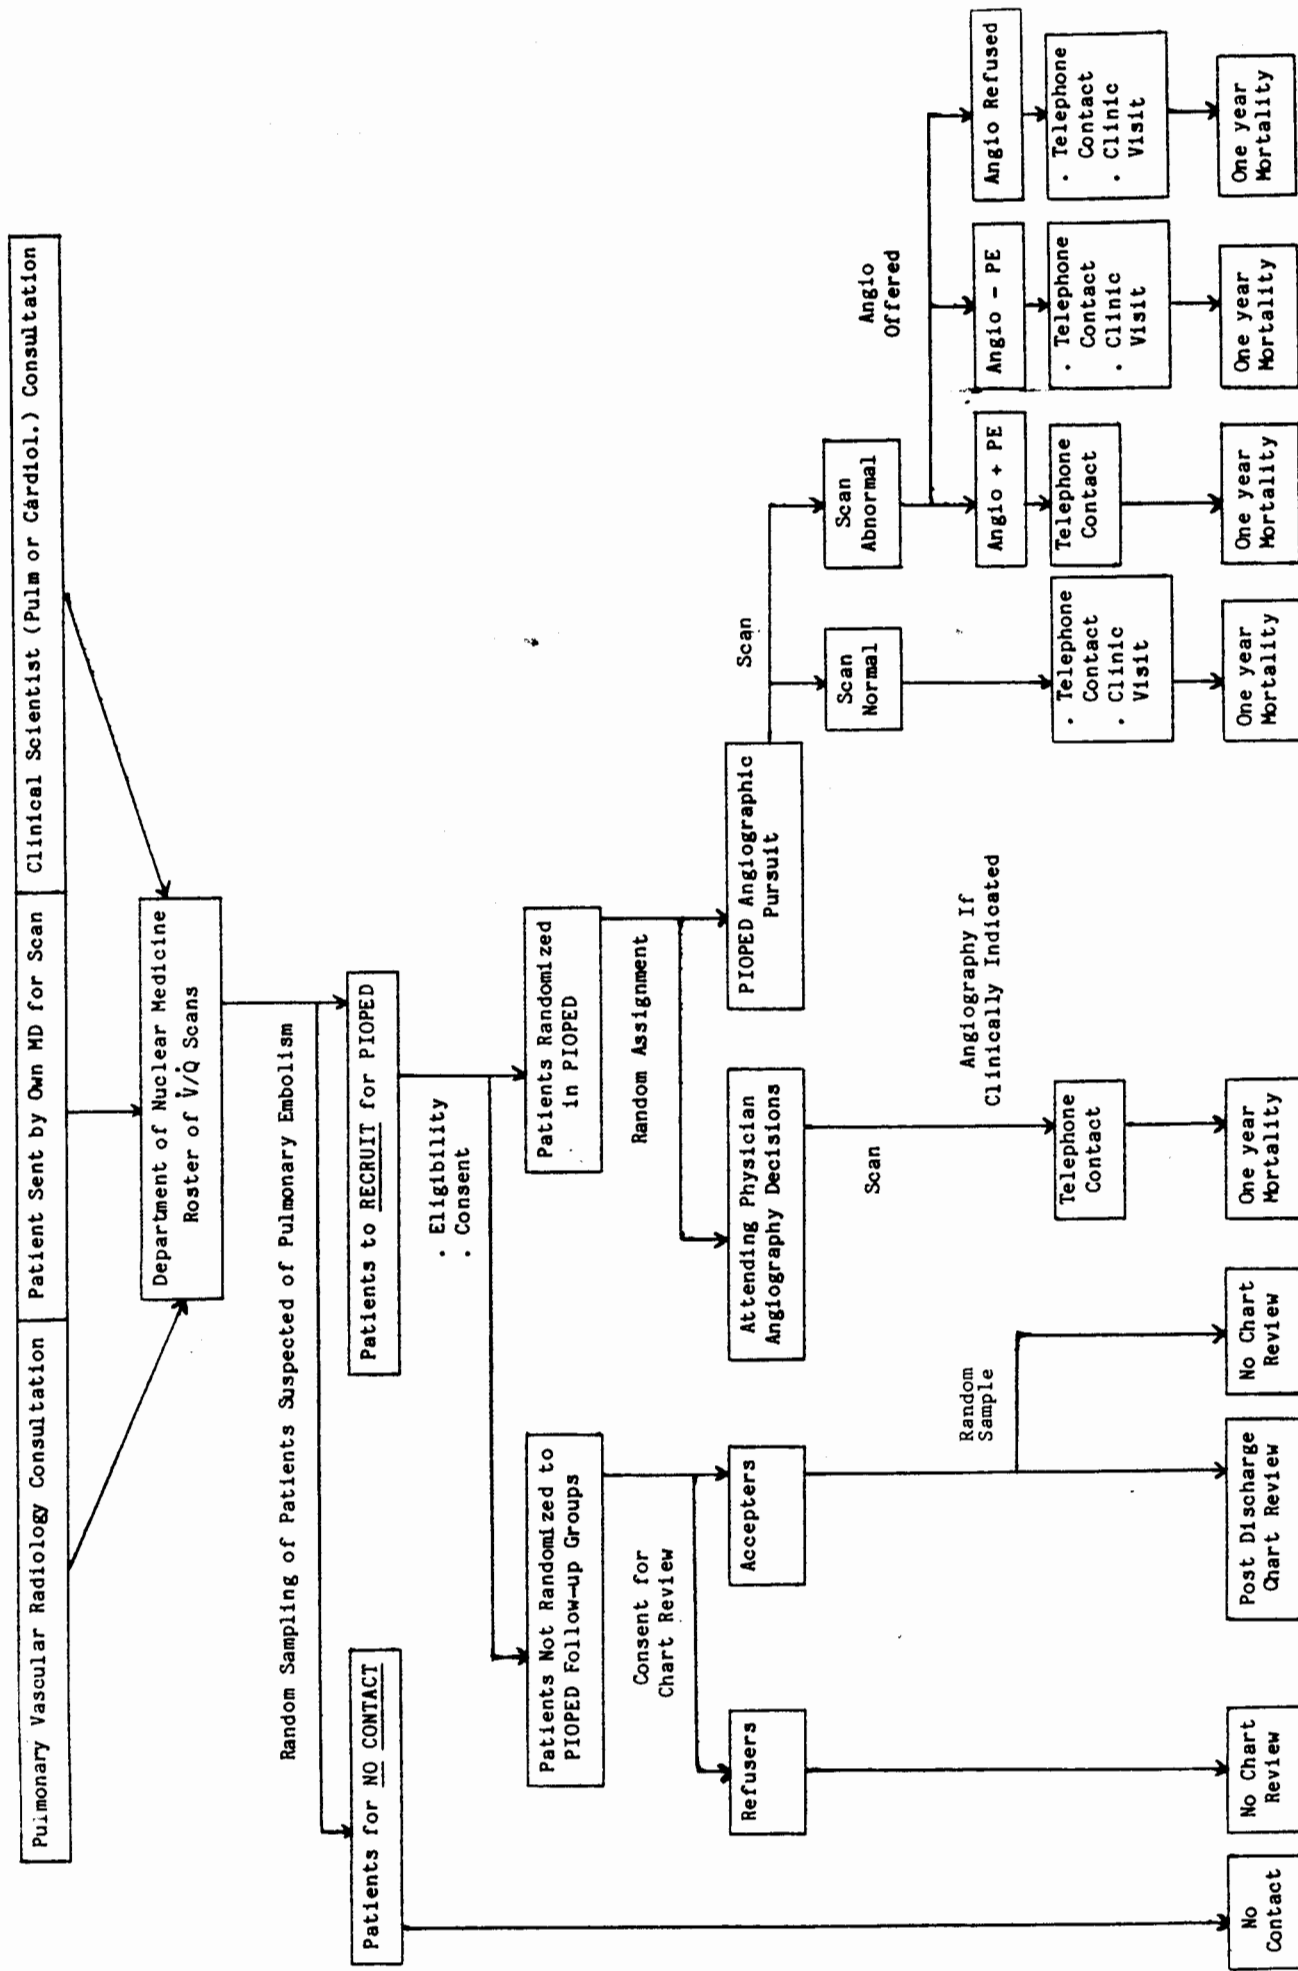 Pulmonary Vascular Radiology Consultation
Patient Sent by Own MD for Scan
Clinical Scientist (Pulm or Cardiol.) Consultation
Department of Nuclear Medicine
Roster of V̇/Q̇ Scans
Random Sampling of Patients Suspected of Pulmonary Embolism
Patients for NO CONTACT
Patients to RECRUIT for PIOPED
. Eligibility
. Consent
Patients Not Randomized to
PIOPED Follow-up Groups
Patients Randomized
in PIOPED
Consent for
Chart Review
Random Assignment
Refusers
Accepters
Attending Physician
Angiography Decisions
PIOPED Angiographic
Pursuit
Scan
Scan
Normal
Scan
Abnormal
Angio
Offered
Random
Sample
Scan
Angiography If
Clinically Indicated
Angio + PE
Angio - PE
Angio Refused
Telephone
Contact
. Telephone
Contact
. Clinic
Visit
Telephone
Contact
. Telephone
Contact
. Clinic
Visit
. Telephone
Contact
. Clinic
Visit
No
Contact
No Chart
Review
Post Discharge
Chart Review
No Chart
Review
One year
Mortality
One year
Mortality
One year
Mortality
One year
Mortality
One year
Mortality